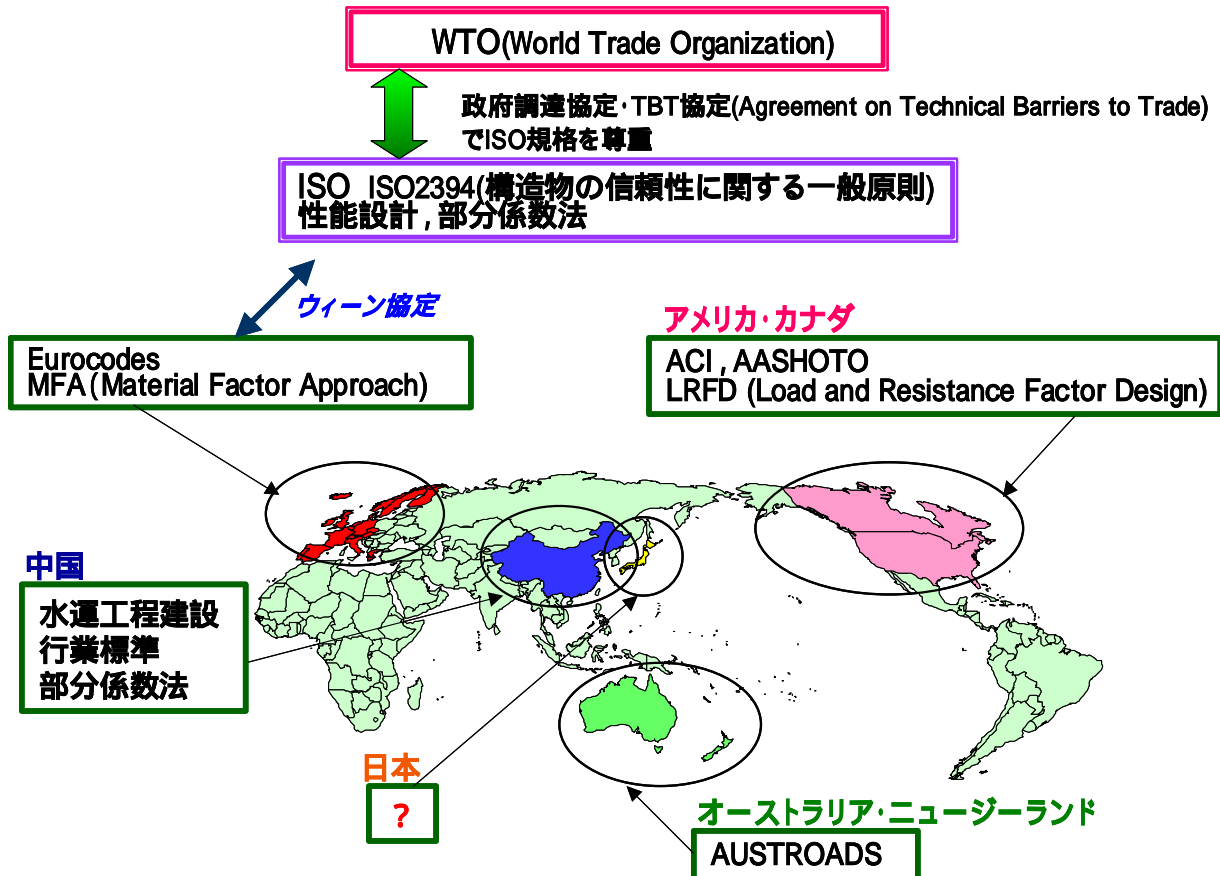 WTO(World Trade Organization)
政府調達協定･TBT協定(Agreement on Technical Barriers to Trade)
でISO規格を尊重
ISO ISO2394(構造物の信頼性に関する一般原則)
性能設計,部分係数法
ウィーン協定
Eurocodes
MFA(Material Factor Approach)
アメリカ･カナダ
ACI, AASHOTO
LRFD (Load and Resistance Factor Design)
中国
水運工程建設
行業標準
部分係数法
日本
?
オーストラリア･ニュージーランド
AUSTROADS